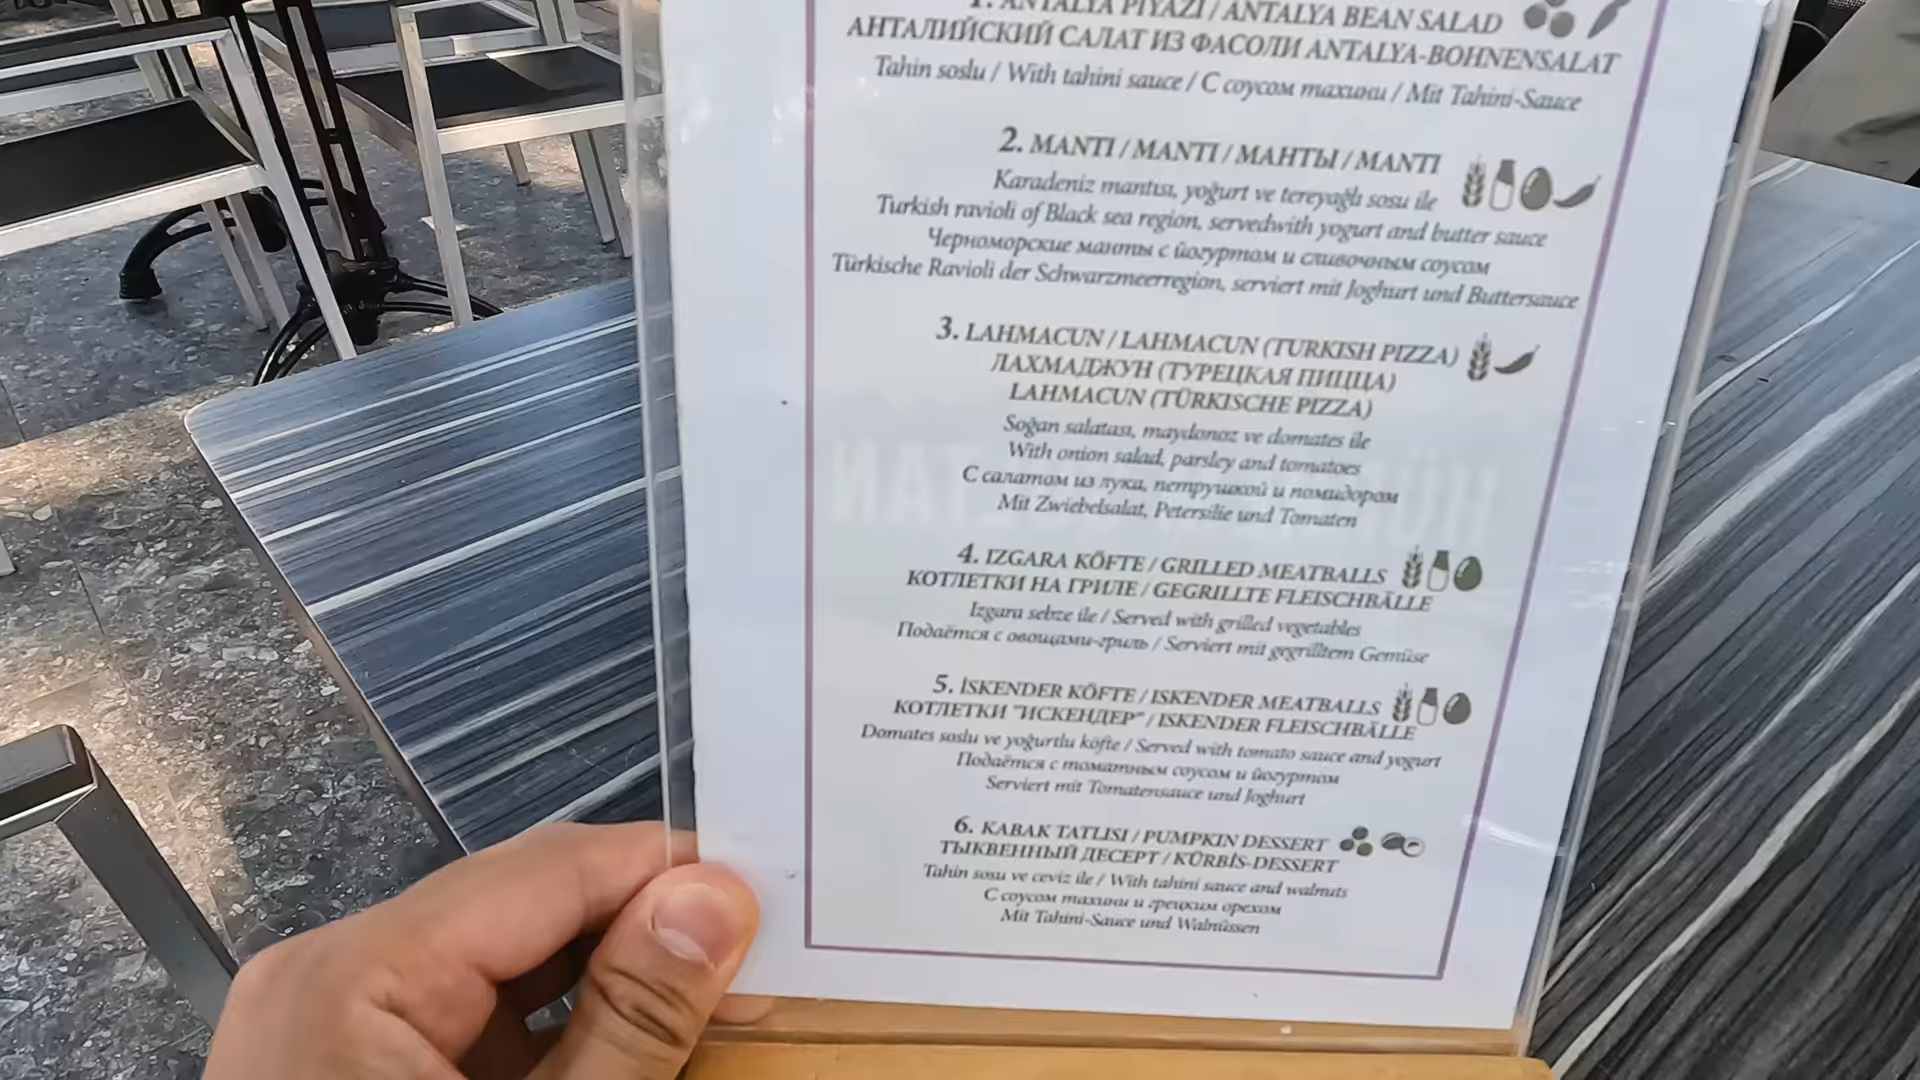 1. ANTALYA PIYAZI / ANTALYA BEAN SALAD
АНТАЛИЙСКИЙ САЛАТ ИЗ ФАСОЛИ ANTALYA-BOHNENSALAT
Tahin soslu / With tahini sauce / С соусом тахини / Mit Tahini-Sauce
2. MANTI / MANTI / МАНТЫ / MANTI
Karadeniz mantısı, yoğurt ve tereyağlı sosu ile
Turkish ravioli of Black sea region, servedwith yogurt and butter sauce
Черноморские манты с йогуртом и сливочным соусом
Türkische Ravioli der Schwarzmeerregion, serviert mit Joghurt und Buttersauce
3. LAHMACUN / LAHMACUN (TURKISH PIZZA)
ЛАХМАДЖУН (ТУРЕЦКАЯ ПИЦЦА)
LAHMACUN (TÜRKISCHE PIZZA)
Soğan salatası, maydonoz ve domates ile
With onion salad, parsley and tomatoes
С салатом из лука, петрушкой и помидором
Mit Zwiebelsalat, Petersilie und Tomaten
4. IZGARA KÖFTE / GRILLED MEATBALLS
КОТЛЕТКИ НА ГРИЛЕ / GEGRILLTE FLEISCHBÄLLE
Izgara sebze ile / Served with grilled vegetables
Подаётся с овощами-гриль / Serviert mit gegrilltem Gemüse
5. İSKENDER KÖFTE / ISKENDER MEATBALLS
КОТЛЕТКИ "ИСКЕНДЕР" / ISKENDER FLEISCHBÄLLE
Domates soslu ve yoğurtlu köfte / Served with tomato sauce and yogurt
Подаётся с томатным соусом и йогуртом
Serviert mit Tomatensauce und Joghurt
6. KABAK TATLISI / PUMPKIN DESSERT
ТЫКВЕННЫЙ ДЕСЕРТ / KÜRBİS-DESSERT
Tahin sosu ve ceviz ile / With tahini sauce and walnuts
С соусом тахини и грецким орехом
Mit Tahini-Sauce und Walnüssen